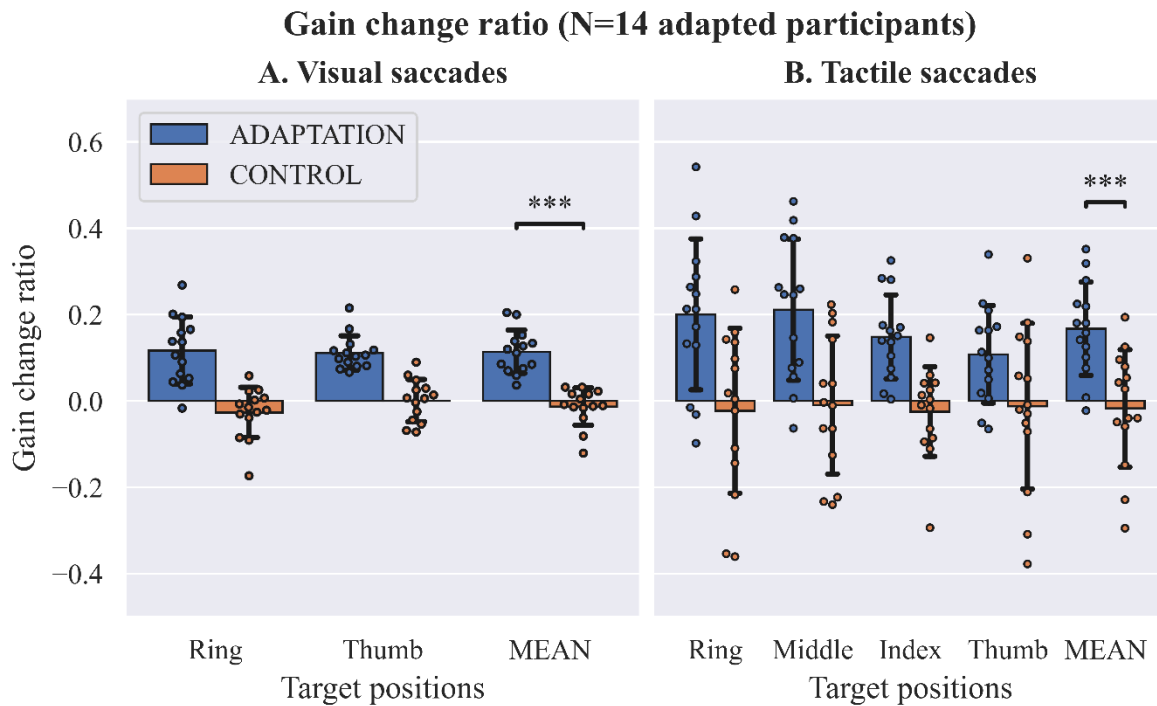 Gain change ratio (N=14 adapted participants)
A. Visual saccades
B. Tactile saccades
ADAPTATION
CONTROL
***
***
0.6
0.4
0.2
0.0
−0.2
−0.4
Gain change ratio
Ring Thumb MEAN
Ring Middle Index Thumb MEAN
Target positions
Target positions